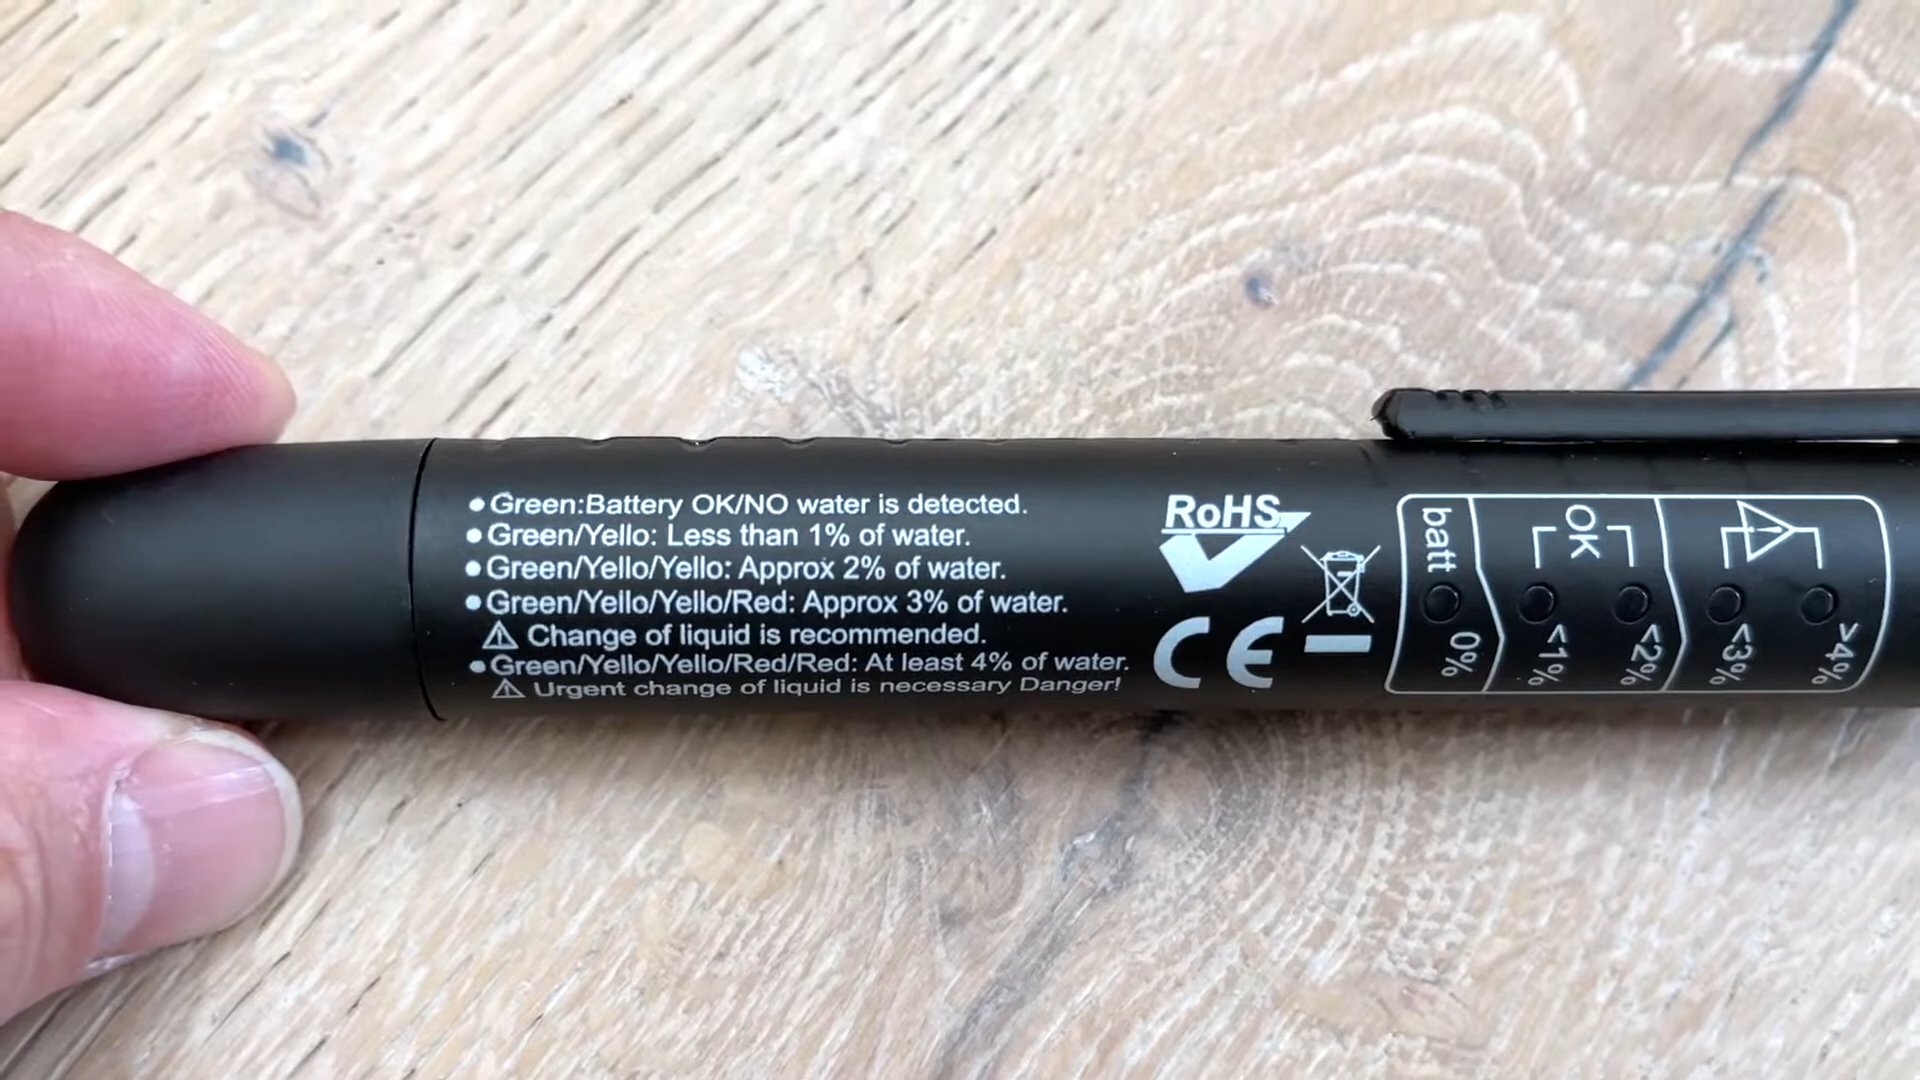 ●Green:Battery OK/NO water is detected.
●Green/Yello: Less than 1% of water.
●Green/Yello/Yello: Approx 2% of water.
●Green/Yello/Yello/Red: Approx 3% of water.
⚠ Change of liquid is recommended.
●Green/Yello/Yello/Red/Red: At least 4% of water.
⚠ Urgent change of liquid is necessary Danger!
RoHS
CE
batt
OK
0%
<1%
<2%
<3%
>4%